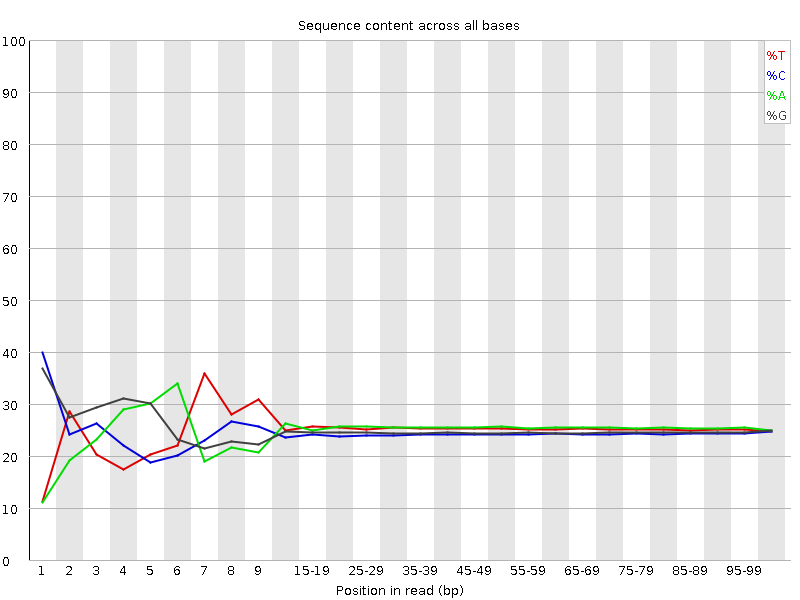 Sequence content across all bases
%T
%C
%A
%G
100
90
80
70
60
50
40
30
20
10
0
1 2 3 4 5 6 7 8 9 15-19 25-29 35-39 45-49 55-59 65-69 75-79 85-89 95-99
Position in read (bp)